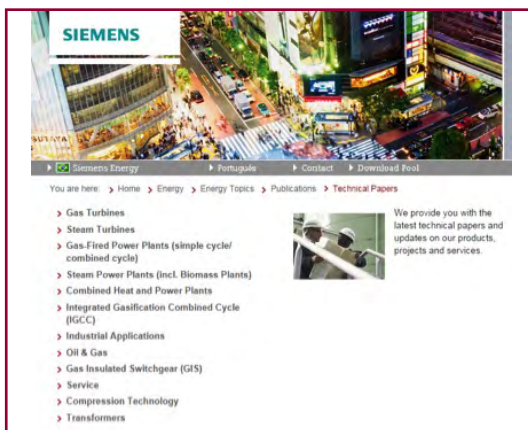 SIEMENS
Siemens Energy Português Contact Download Pool
You are here: Home Energy Energy Topics Publications Technical Papers
Gas Turbines
Steam Turbines
Gas-Fired Power Plants (simple cycle/
combined cycle)
Steam Power Plants (incl. Biomass Plants)
Combined Heat and Power Plants
Integrated Gasification Combined Cycle
(IGCC)
Industrial Applications
Oil & Gas
Gas Insulated Switchgear (GIS)
Service
Compression Technology
Transformers
We provide you with the
latest technical papers and
updates on our products,
projects and services.